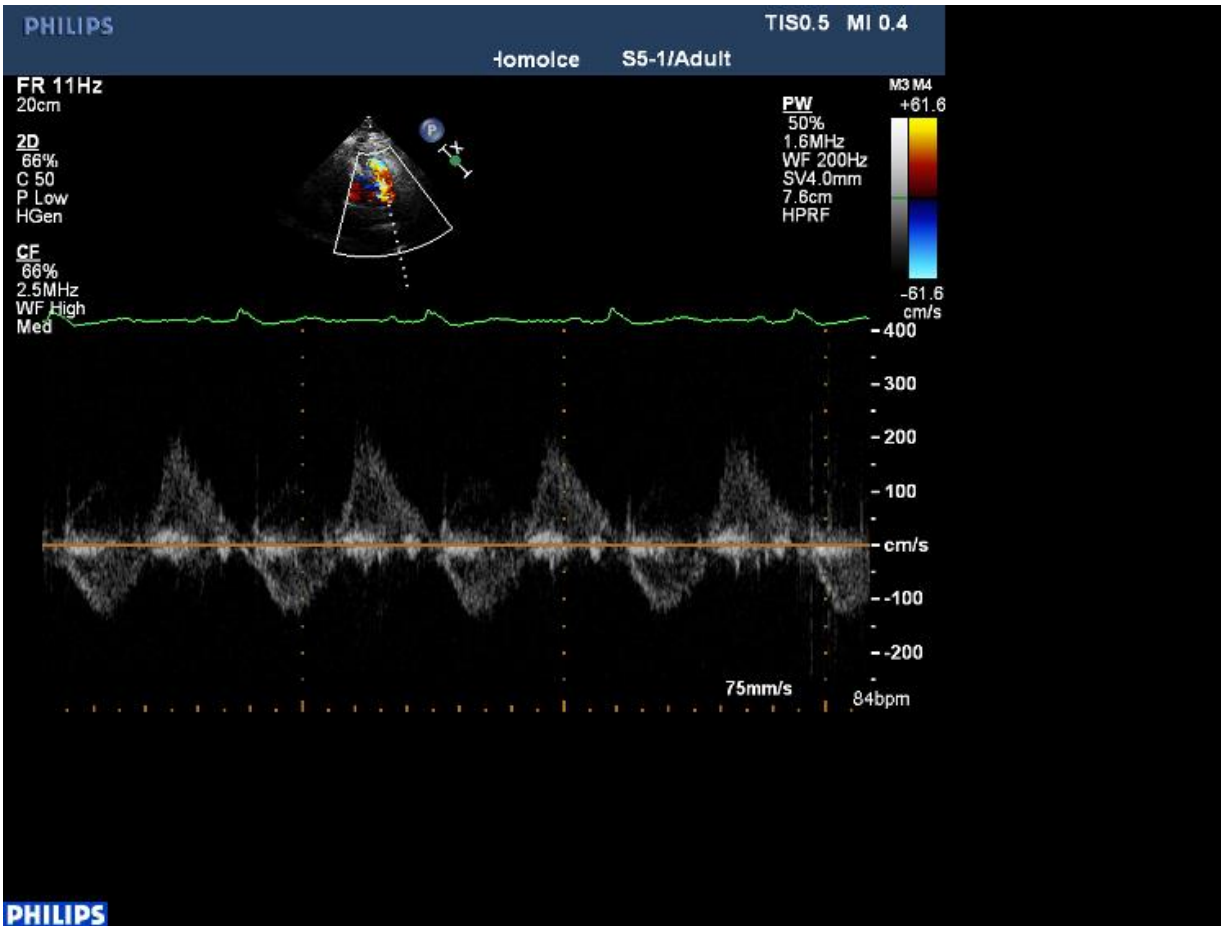 PHILIPS
TIS0.5 MI 0.4
S5-1/Adult
FR 11Hz
20cm
2D
66%
C 50
P Low
HGen
CF
66%
2.5MHz
WF High
Med
P
X
PW
50%
1.6MHz
WF 200Hz
SV4.0mm
7.6cm
HPRF
M3 M4
+61.6
-61.6
cm/s
400
300
200
100
cm/s
-100
-200
75mm/s
84bpm
PHILIPS